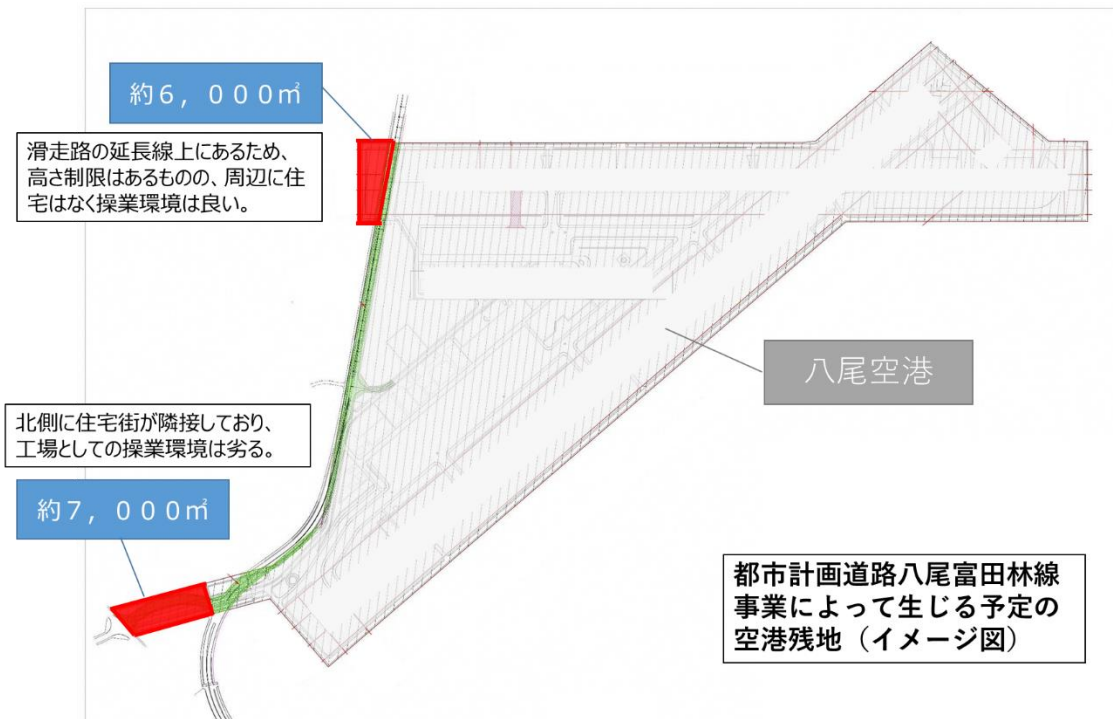 約６，０００㎡
滑走路の延長線上にあるため、
高さ制限はあるものの、周辺に住
宅はなく操業環境は良い。
八尾空港
北側に住宅街が隣接しており、
工場としての操業環境は劣る。
約７，０００㎡
都市計画道路八尾富田林線
事業によって生じる予定の
空港残地（イメージ図）